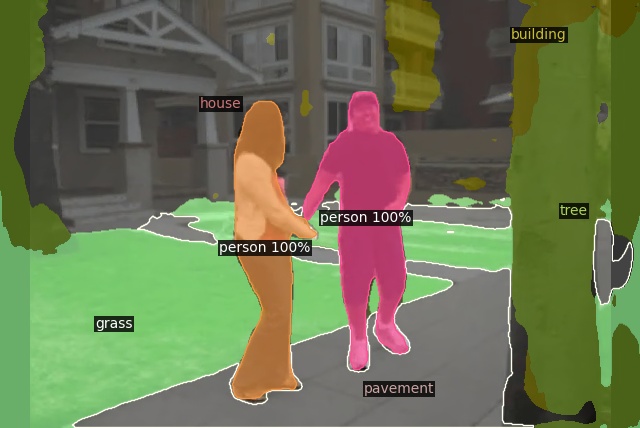 building
house
tree
person 100%
person 100%
grass
pavement